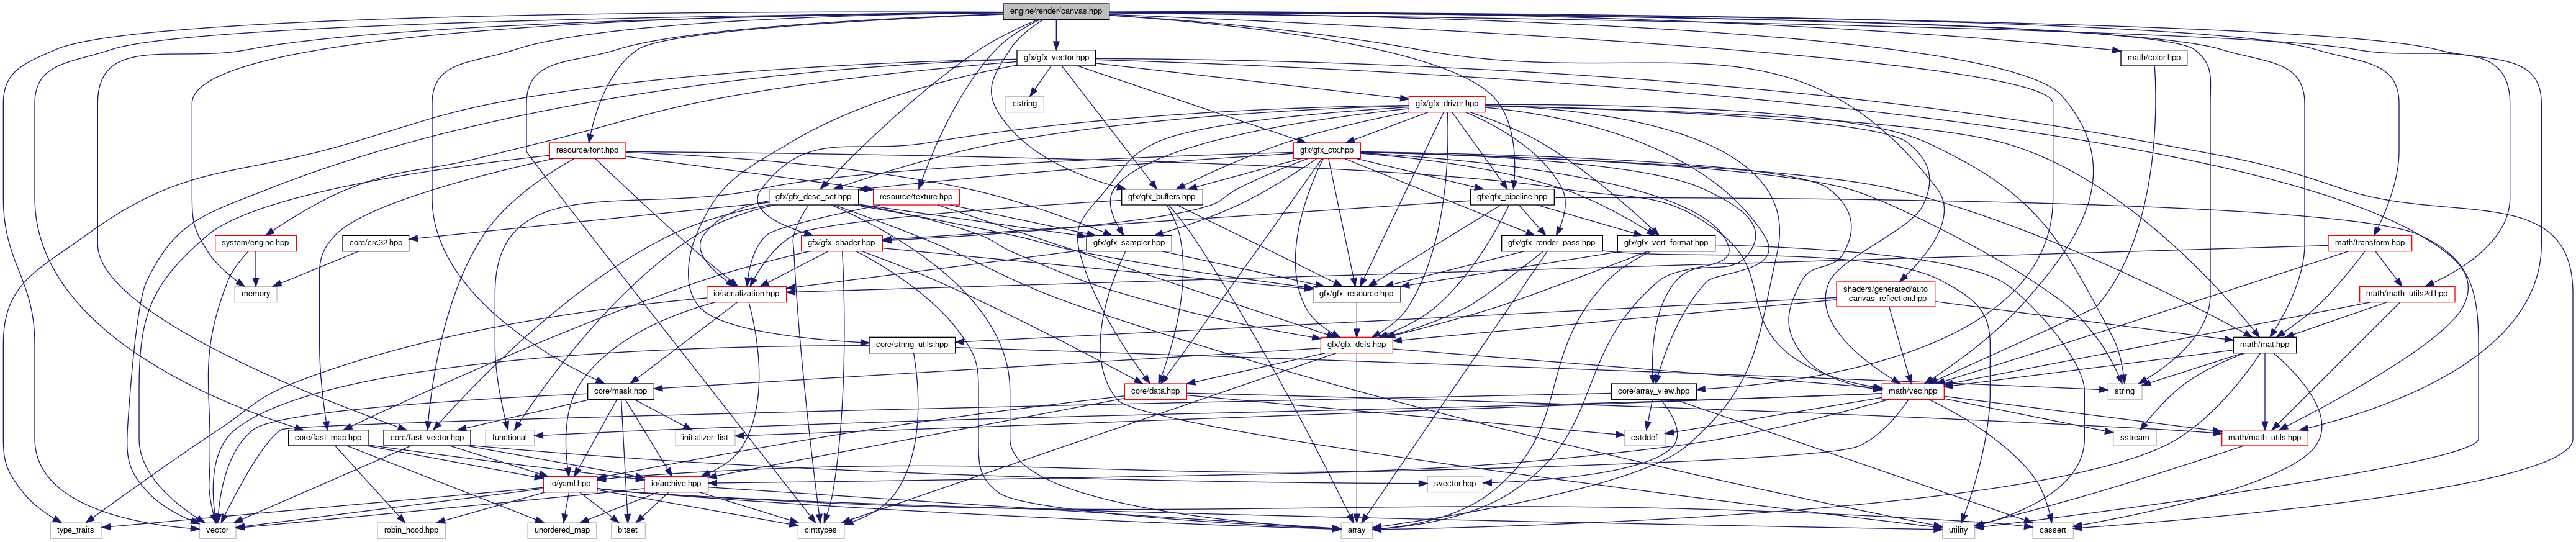 engine/render/canvas.hpp
gfx/gfx_vector.hpp
math/color.hpp
cstring
gfx/gfx_driver.hpp
resource/font.hpp
gfx/gfx_ctx.hpp
gfx/gfx_desc_set.hpp
resource/texture.hpp
gfx/gfx_buffers.hpp
gfx/gfx_pipeline.hpp
system/engine.hpp
core/crc32.hpp
gfx/gfx_shader.hpp
gfx/gfx_sampler.hpp
gfx/gfx_render_pass.hpp
gfx/gfx_vert_format.hpp
math/transform.hpp
memory
io/serialization.hpp
gfx/gfx_resource.hpp
shaders/generated/auto
_canvas_reflection.hpp
math/math_utils2d.hpp
core/string_utils.hpp
gfx/gfx_defs.hpp
math/mat.hpp
core/mask.hpp
core/data.hpp
core/array_view.hpp
math/vec.hpp
string
core/fast_map.hpp
core/fast_vector.hpp
functional
initializer_list
cstddef
sstream
math/math_utils.hpp
io/yaml.hpp
io/archive.hpp
svector.hpp
type_traits
vector
robin_hood.hpp
unordered_map
bitset
cinttypes
array
utility
cassert